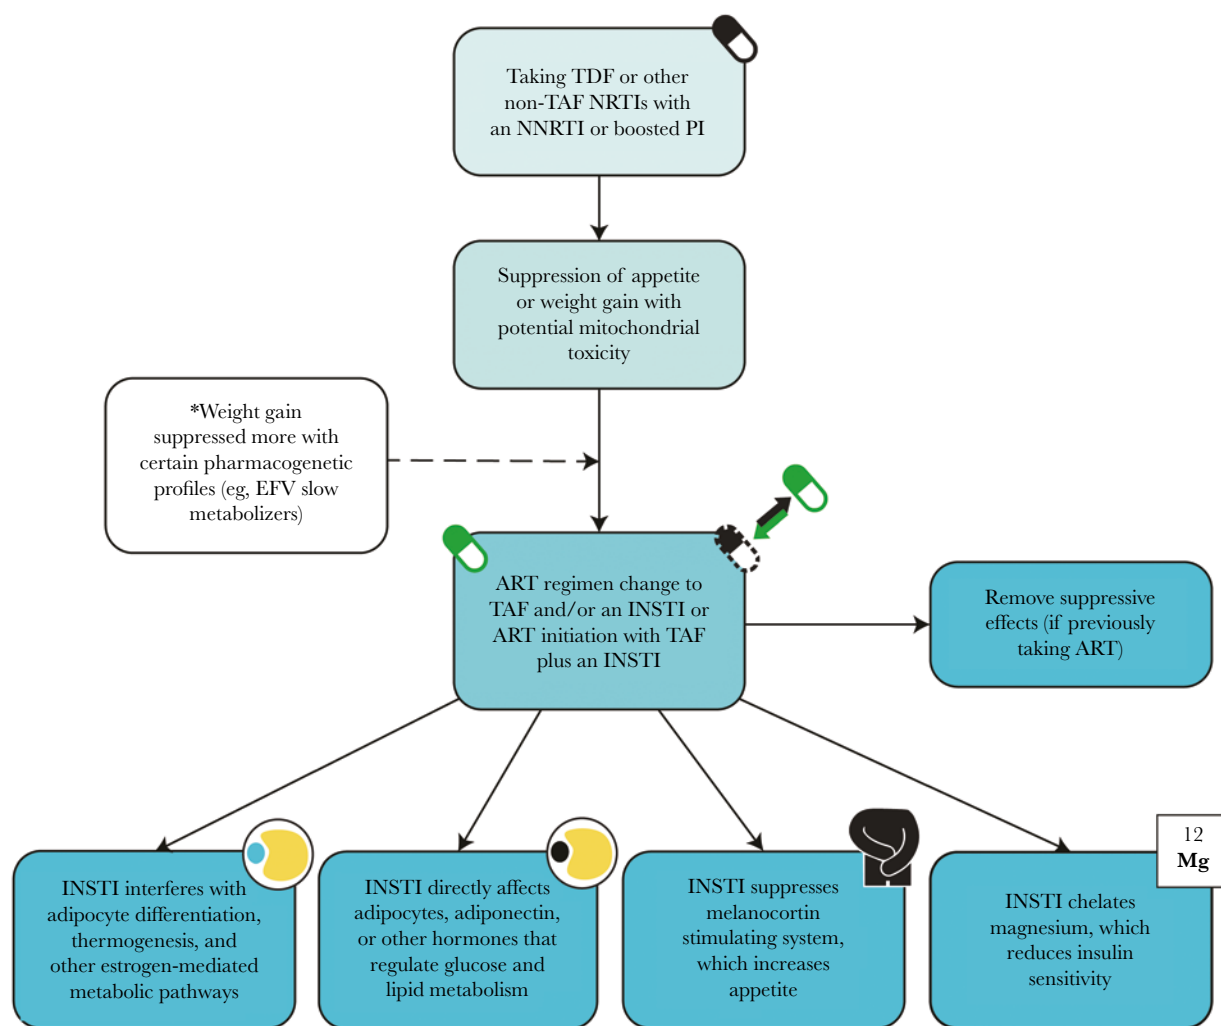 Taking TDF or other
non-TAF NRTIs with
an NNRTI or boosted PI
Suppression of appetite
or weight gain with
potential mitochondrial
toxicity
*Weight gain
suppressed more with
certain pharmacogenetic
profiles (eg, EFV slow
metabolizers)
ART regimen change to
TAF and/or an INSTI or
ART initiation with TAF
plus an INSTI
Remove suppressive
effects (if previously
taking ART)
INSTI interferes with
adipocyte differentiation,
thermogenesis, and
other estrogen-mediated
metabolic pathways
INSTI directly affects
adipocytes, adiponectin,
or other hormones that
regulate glucose and
lipid metabolism
INSTI suppresses
melanocortin
stimulating system,
which increases
appetite
12
Mg
INSTI chelates
magnesium, which
reduces insulin
sensitivity